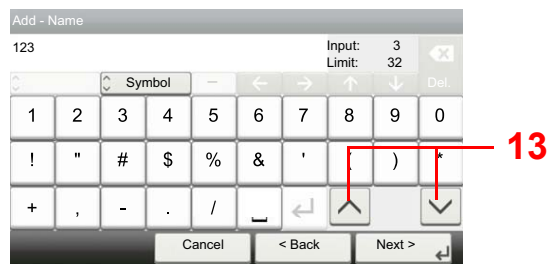 Add - Name
123
Input: 3
Limit: 32
Symbol - ← → ↑ ↓ Del.
1 2 3 4 5 6 7 8 9 0
! " # $ % & ' ( ) *
+ , - . /
13
Cancel < Back Next >